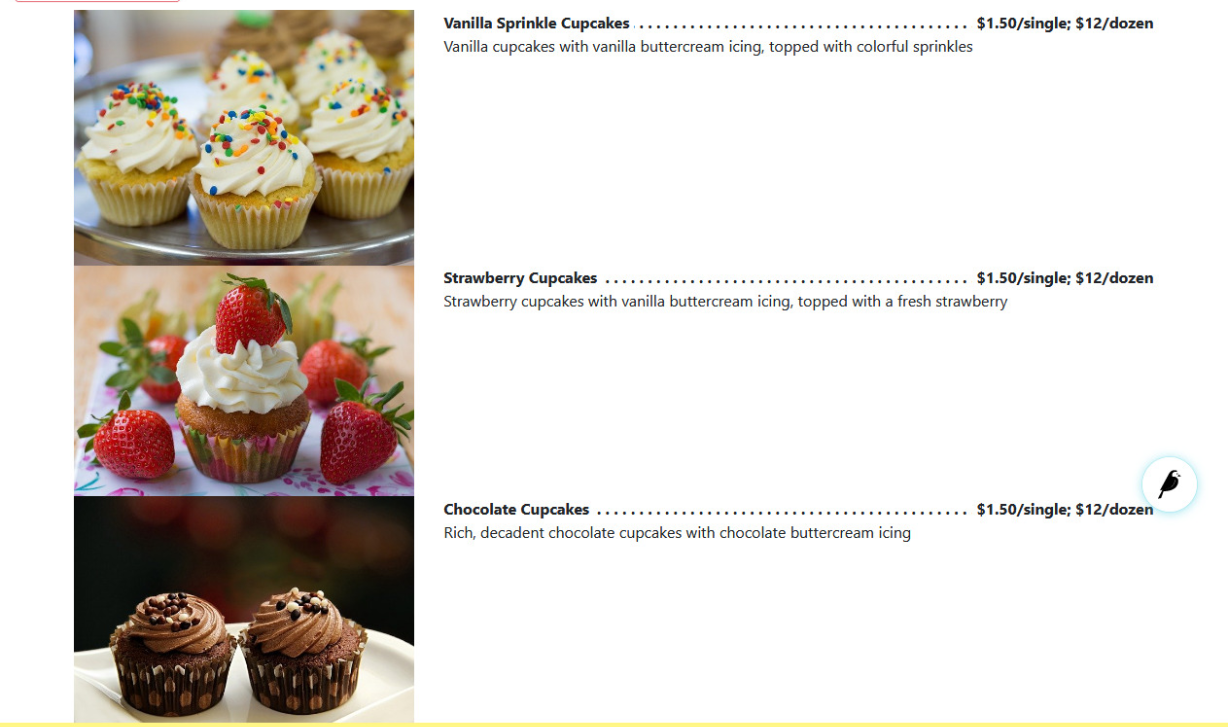 Vanilla Sprinkle Cupcakes . . . . . . . . . . . . . . . . . . . . . . . . . . . . . . . . . . . . . . . . $1.50/single; $12/dozen
Vanilla cupcakes with vanilla buttercream icing, topped with colorful sprinkles
Strawberry Cupcakes . . . . . . . . . . . . . . . . . . . . . . . . . . . . . . . . . . . . . . . . . . . . $1.50/single; $12/dozen
Strawberry cupcakes with vanilla buttercream icing, topped with a fresh strawberry
Chocolate Cupcakes . . . . . . . . . . . . . . . . . . . . . . . . . . . . . . . . . . . . . . . . . . . . . $1.50/single; $12/dozen
Rich, decadent chocolate cupcakes with chocolate buttercream icing